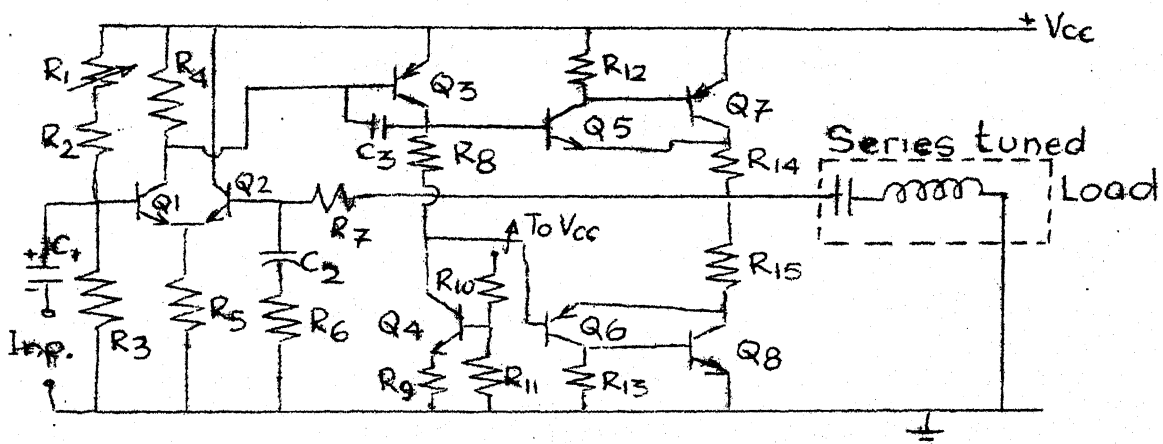 + Vcc
R1
R4
Q3
R12
Q7
R2
C3
R8
Q5
R14
Series tuned
Load
Q1
Q2
R7
To Vcc
+ C1
C2
R10
R15
Inp.
R3
R5
R6
Q4
Q6
Q8
R9
R11
R13